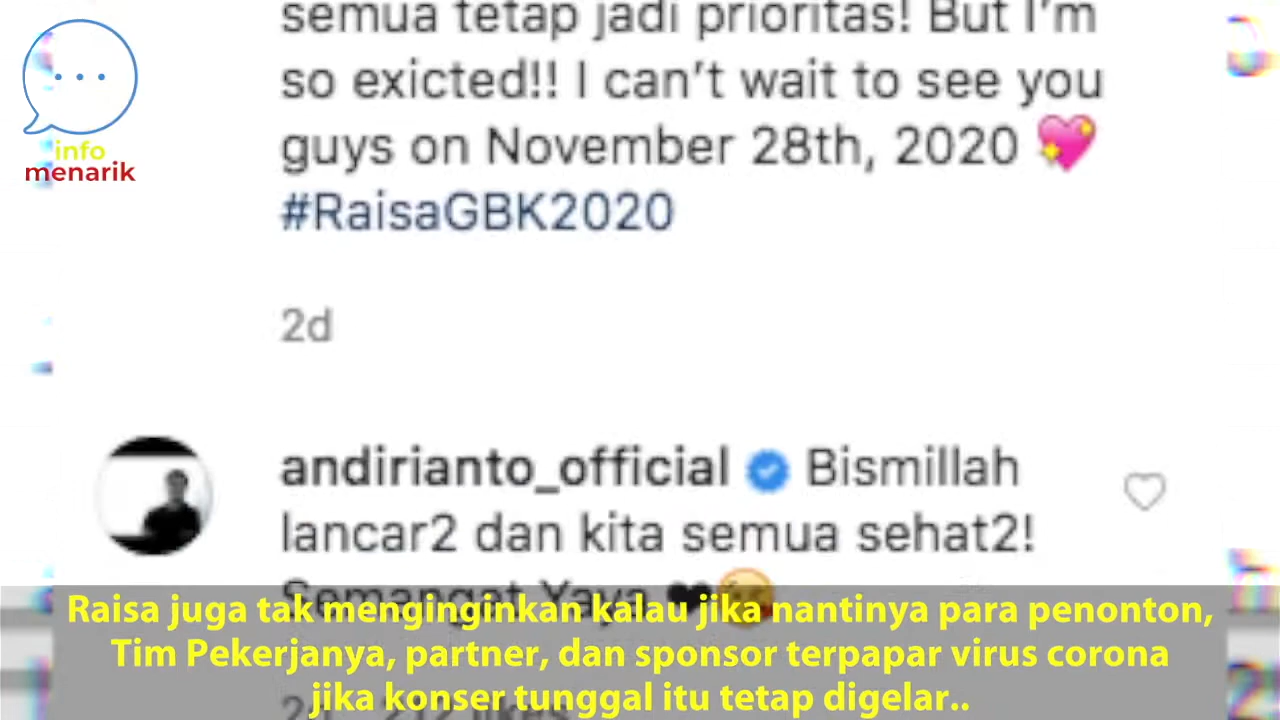 semua tetap jadi prioritas! But I'm
so exicted!! I can't wait to see you
guys on November 28th, 2020 💖
#RaisaGBK2020
info
menarik
2d
andirianto_official Bismillah
lancar2 dan kita semua sehat2!
Semangat Yaya
Raisa juga tak menginginkan kalau jika nantinya para penonton,
Tim Pekerjanya, partner, dan sponsor terpapar virus corona
jika konser tunggal itu tetap digelar..